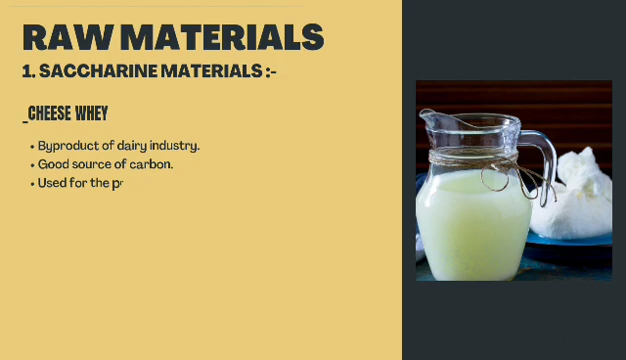 RAW MATERIALS
1. SACCHARINE MATERIALS :-
_CHEESE WHEY
• Byproduct of dairy industry.
• Good source of carbon.
• Used for the pr